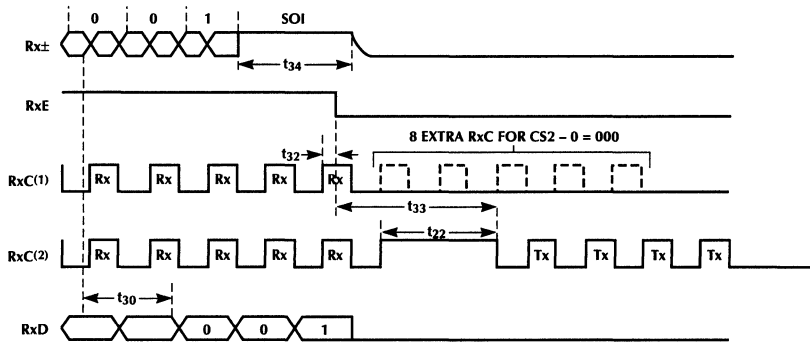 0 0 1 SOI
Rx±
t34
RxE
8 EXTRA RxC FOR CS2 – 0 = 000
t32
RxC(1) Rx Rx Rx Rx Rx
t33
t22
RxC(2) Rx Rx Rx Rx Rx Tx Tx Tx Tx
t30
RxD 0 0 1